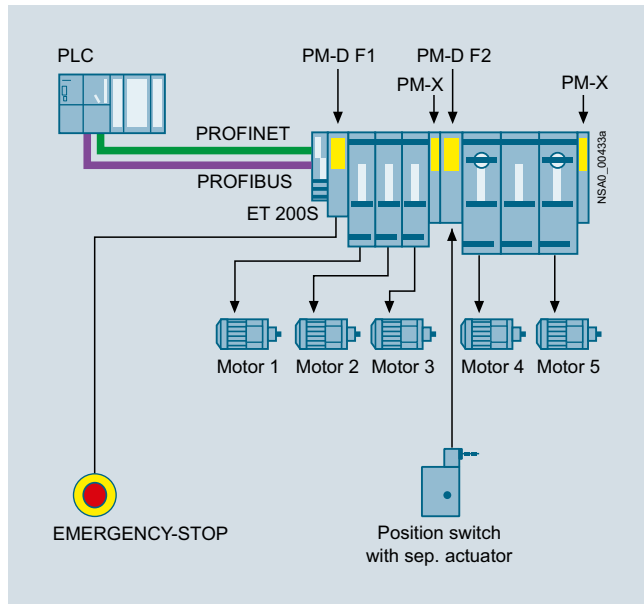 PLC
PM-D F1
PM-D F2
PM-X
PM-X
PROFINET
PROFIBUS
ET 200S
NSA0_00433a
Motor 1
Motor 2
Motor 3
Motor 4
Motor 5
EMERGENCY-STOP
Position switch
with sep. actuator